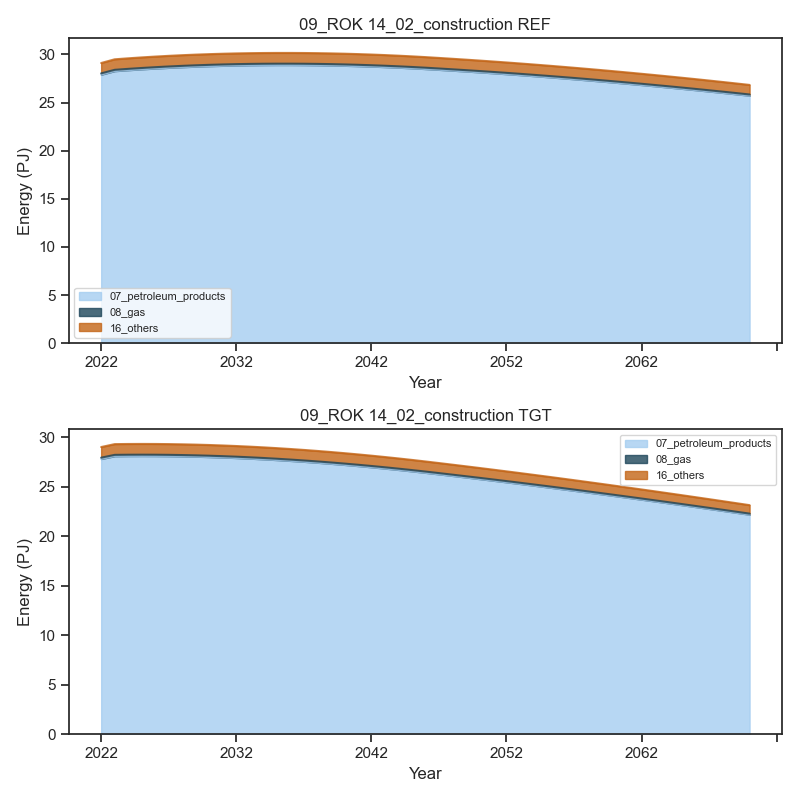 09_ROK 14_02_construction REF
Energy (PJ)
30
25
20
15
10
5
0
07_petroleum_products
08_gas
16_others
2022 2032 2042 2052 2062
Year
09_ROK 14_02_construction TGT
Energy (PJ)
30
25
20
15
10
5
0
07_petroleum_products
08_gas
16_others
2022 2032 2042 2052 2062
Year